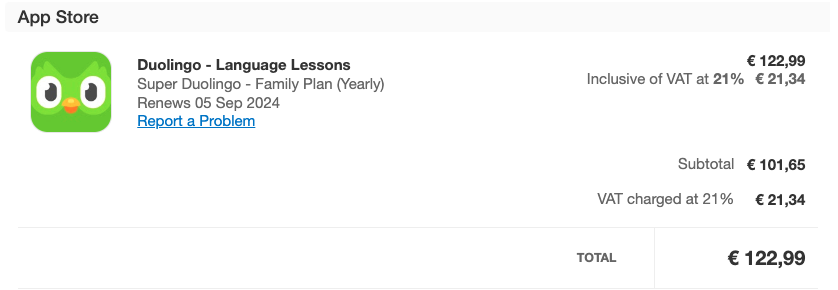 App Store
Duolingo - Language Lessons
€ 122,99
Super Duolingo - Family Plan (Yearly)
Inclusive of VAT at 21% € 21,34
Renews 05 Sep 2024
Report a Problem
Subtotal € 101,65
VAT charged at 21% € 21,34
TOTAL € 122,99